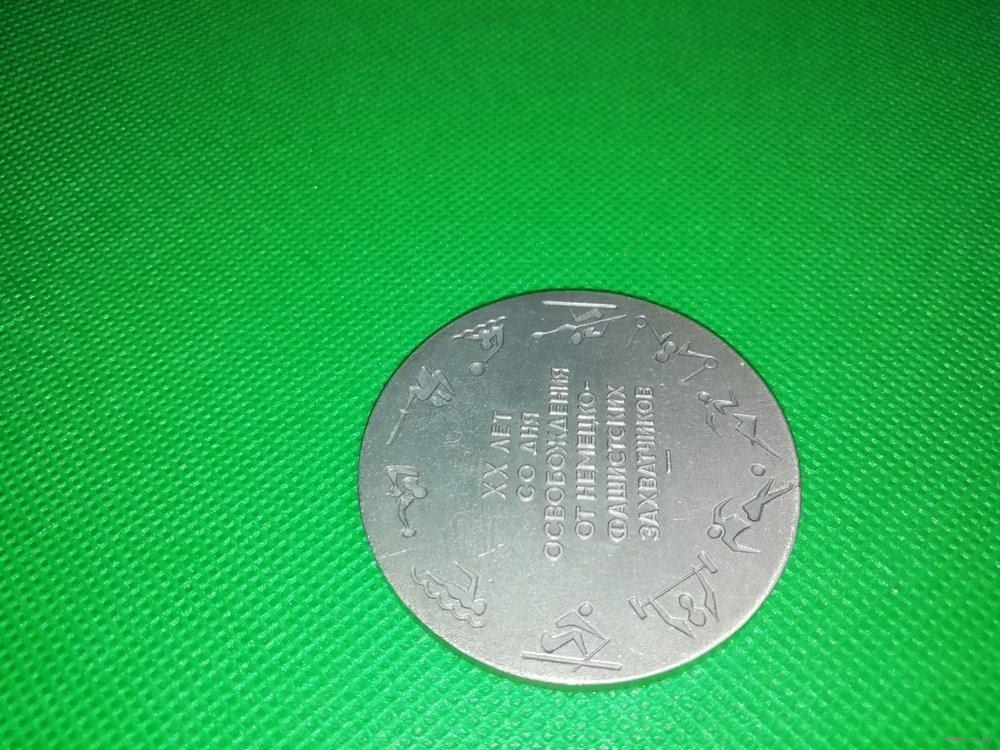 XX ЛЕТ
СО ДНЯ
ОСВОБОЖДЕНИЯ
ОТ НЕМЕЦКО-
ФАШИСТСКИХ
ЗАХВАТЧИКОВ